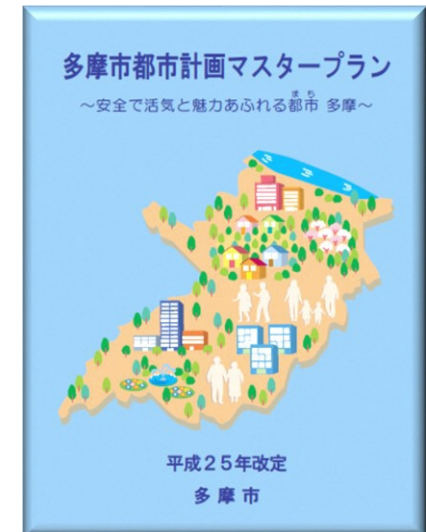 多摩市都市計画マスタープラン
～安全で活気と魅力あふれる都市 多摩～
まち
平成25年改定
多摩市